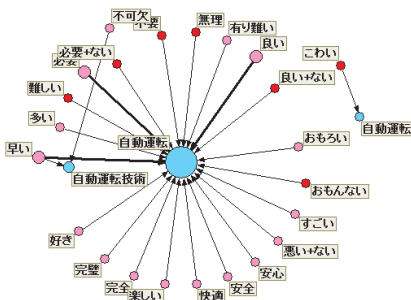 不可欠
不要
無理
有り難い
良い
必要+ない
必要
こわい
難しい
良い+ない
多い
自動運転
自動運転
早い
おもろい
自動運転技術
おもんない
すごい
好き
悪い+ない
完璧
安心
完全
安全
楽しい
快適